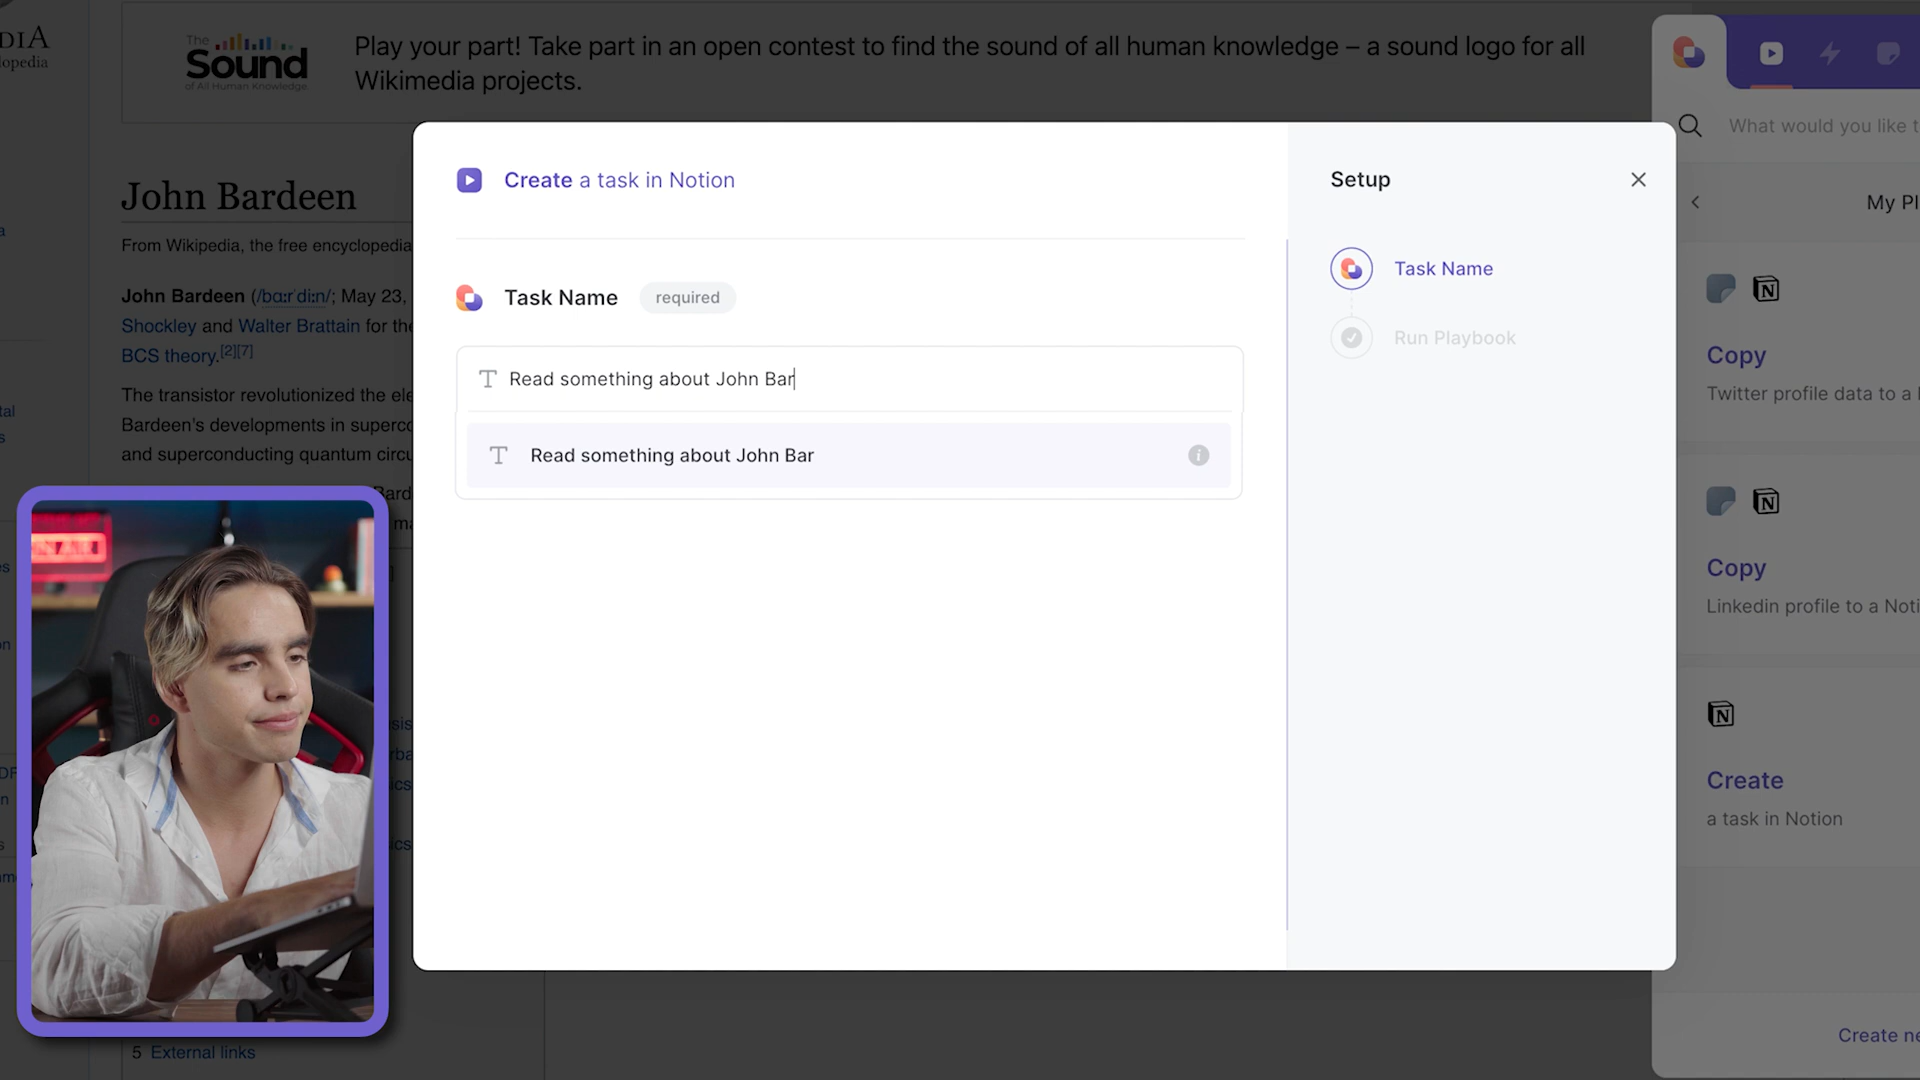 DIA
lopedia
The
Sound
of All Human Knowledge
Play your part! Take part in an open contest to find the sound of all human knowledge – a sound logo for all
Wikimedia projects.
John Bardeen
From Wikipedia, the free encyclopedia
John Bardeen (/bɑːrˈdiːn/; May 23,
Shockley and Walter Brattain for the
BCS theory.[2][7]
The transistor revolutionized the ele
Bardeen's developments in superco
and superconducting quantum circu
Bard
ma
5 External links
Create a task in Notion
Task Name required
Read something about John Bar
Read something about John Bar
Setup
Task Name
Run Playbook
What would you like t
My Pl
Copy
Twitter profile data to a
Copy
Linkedin profile to a Noti
Create
a task in Notion
Create ne